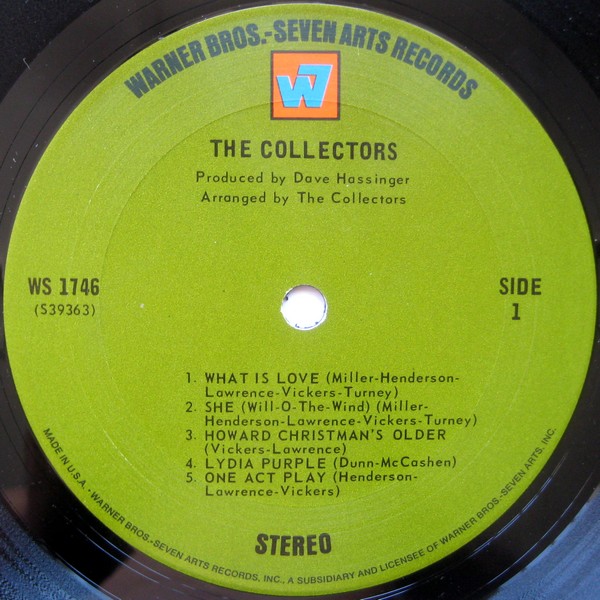 WARNER BROS.-SEVEN ARTS RECORDS
W7
THE COLLECTORS
Produced by Dave Hassinger
Arranged by The Collectors
WS 1746
(S39363)
SIDE
1
1. WHAT IS LOVE (Miller-Henderson-
Lawrence-Vickers-Turney)
2. SHE (Will-O-The-Wind) (Miller-
Henderson-Lawrence-Vickers-Turney)
3. HOWARD CHRISTMAN'S OLDER
(Vickers-Lawrence)
4. LYDIA PURPLE (Dunn-McCashen)
5. ONE ACT PLAY (Henderson-
Lawrence-Vickers)
STEREO
MADE IN U.S.A. • WARNER BROS.-SEVEN ARTS RECORDS, INC., A SUBSIDIARY AND LICENSEE OF WARNER BROS.-SEVEN ARTS, INC.